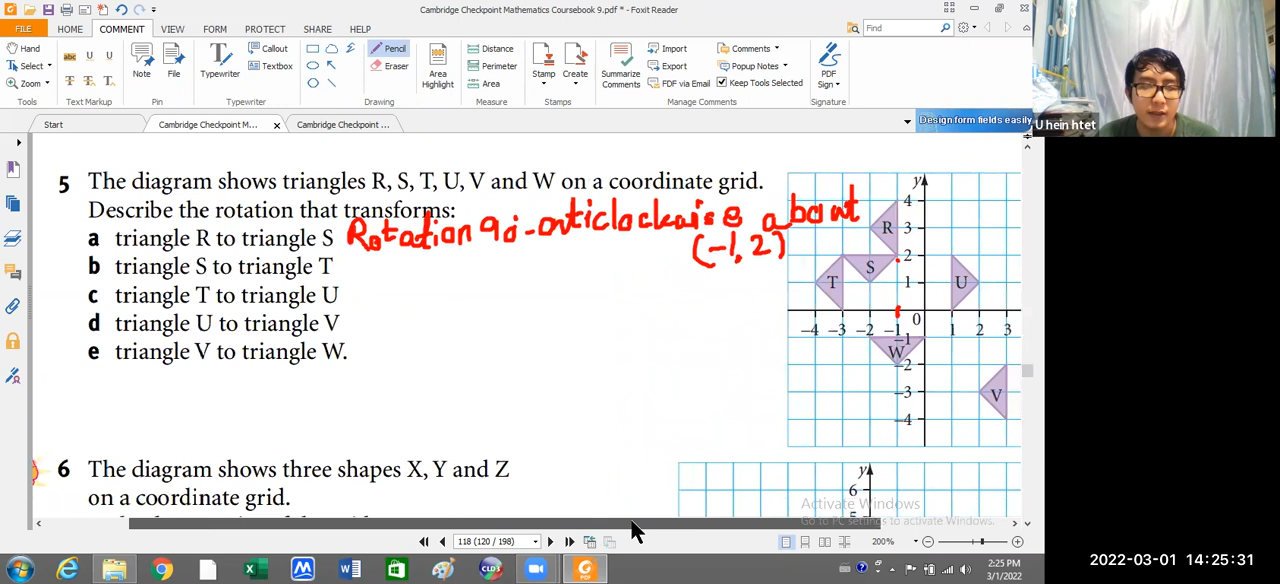 Cambridge Checkpoint Mathematics Coursebook 9.pdf * - Foxit Reader
FILE HOME COMMENT VIEW FORM PROTECT SHARE HELP Find
Hand Select Zoom Tools
abc U U T T T Text Markup
Note File Pin
Typewriter Callout Textbox Typewriter
Pencil Eraser Drawing
Area Highlight Distance Perimeter Area Measure
Stamp Create Stamps
Summarize Comments Import Export FDF via Email Comments Popup Notes Keep Tools Selected Manage Comments
PDF Sign Signature
U hein htet
Start Cambridge Checkpoint M... Cambridge Checkpoint ... Design form fields easily
5 The diagram shows triangles R, S, T, U, V and W on a coordinate grid.
Describe the rotation that transforms:
a triangle R to triangle S
Rotation 90° anticlockwise about
(-1, 2)
b triangle S to triangle T
c triangle T to triangle U
d triangle U to triangle V
e triangle V to triangle W.
y
4
R 3
2
S
T 1 U
0
–4 –3 –2 –1 1 2 3
–1
W
–2
–3 V
–4
6 The diagram shows three shapes X, Y and Z
on a coordinate grid.
y
6
5
Activate Windows
Go to PC settings to activate Windows.
118 (120 / 198) 200%
2:25 PM
3/1/2022
2022-03-01 14:25:31